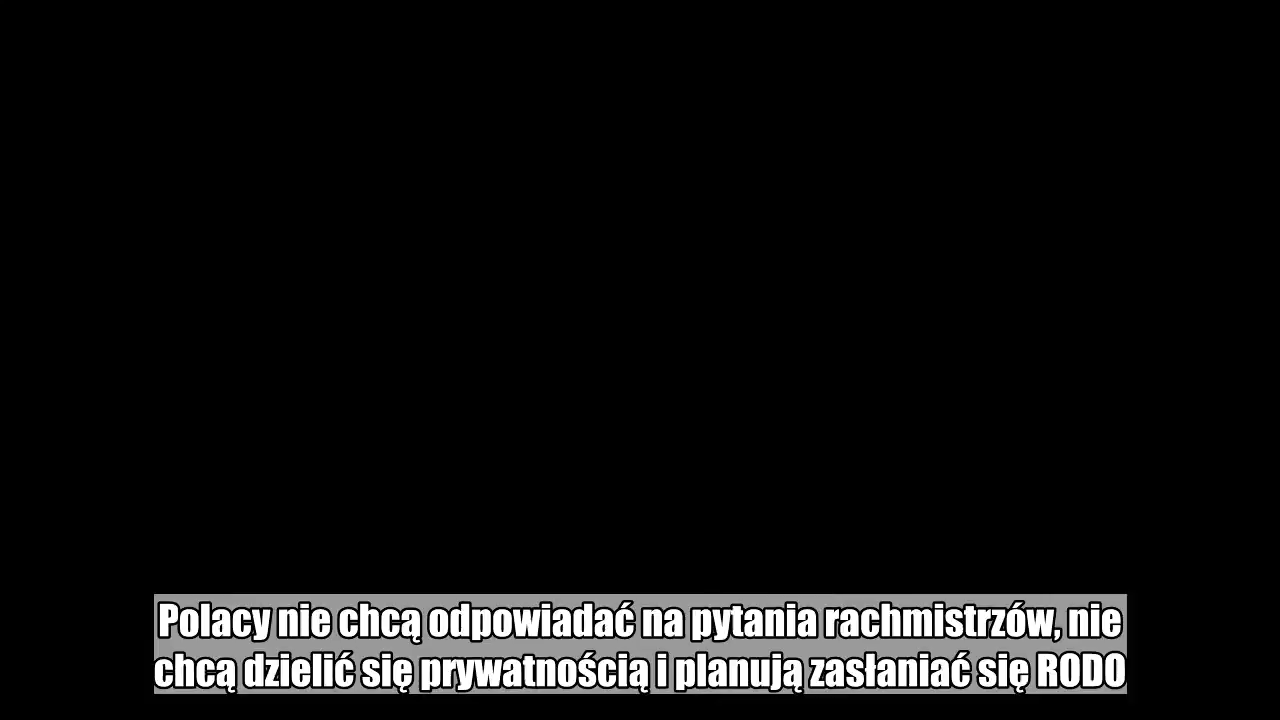 Polacy nie chcą odpowiadać na pytania rachmistrzów, nie
chcą dzielić się prywatnością i planują zasłaniać się RODO